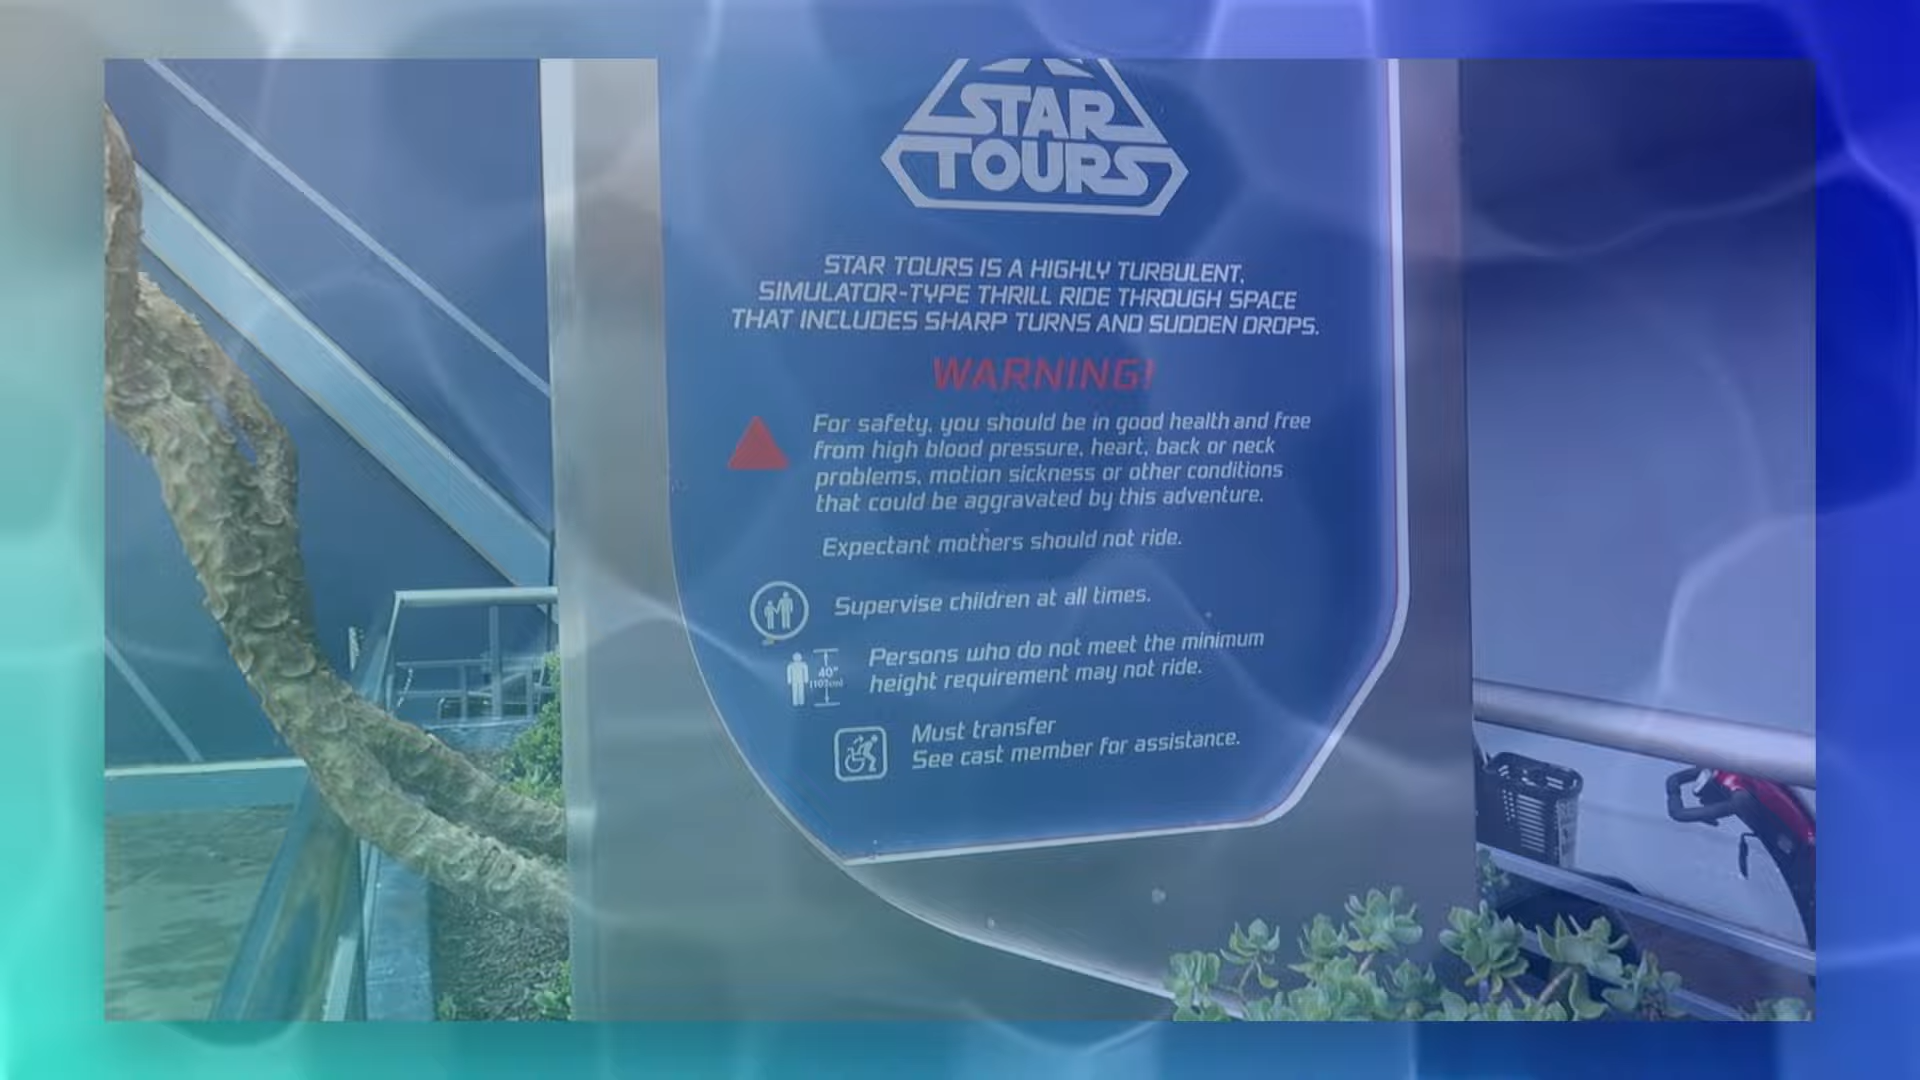 STAR
TOURS
STAR TOURS IS A HIGHLY TURBULENT,
SIMULATOR-TYPE THRILL RIDE THROUGH SPACE
THAT INCLUDES SHARP TURNS AND SUDDEN DROPS.
WARNING!
For safety, you should be in good health and free
from high blood pressure, heart, back or neck
problems, motion sickness or other conditions
that could be aggravated by this adventure.
Expectant mothers should not ride.
Supervise children at all times.
40"
(102cm)
Persons who do not meet the minimum
height requirement may not ride.
Must transfer
See cast member for assistance.